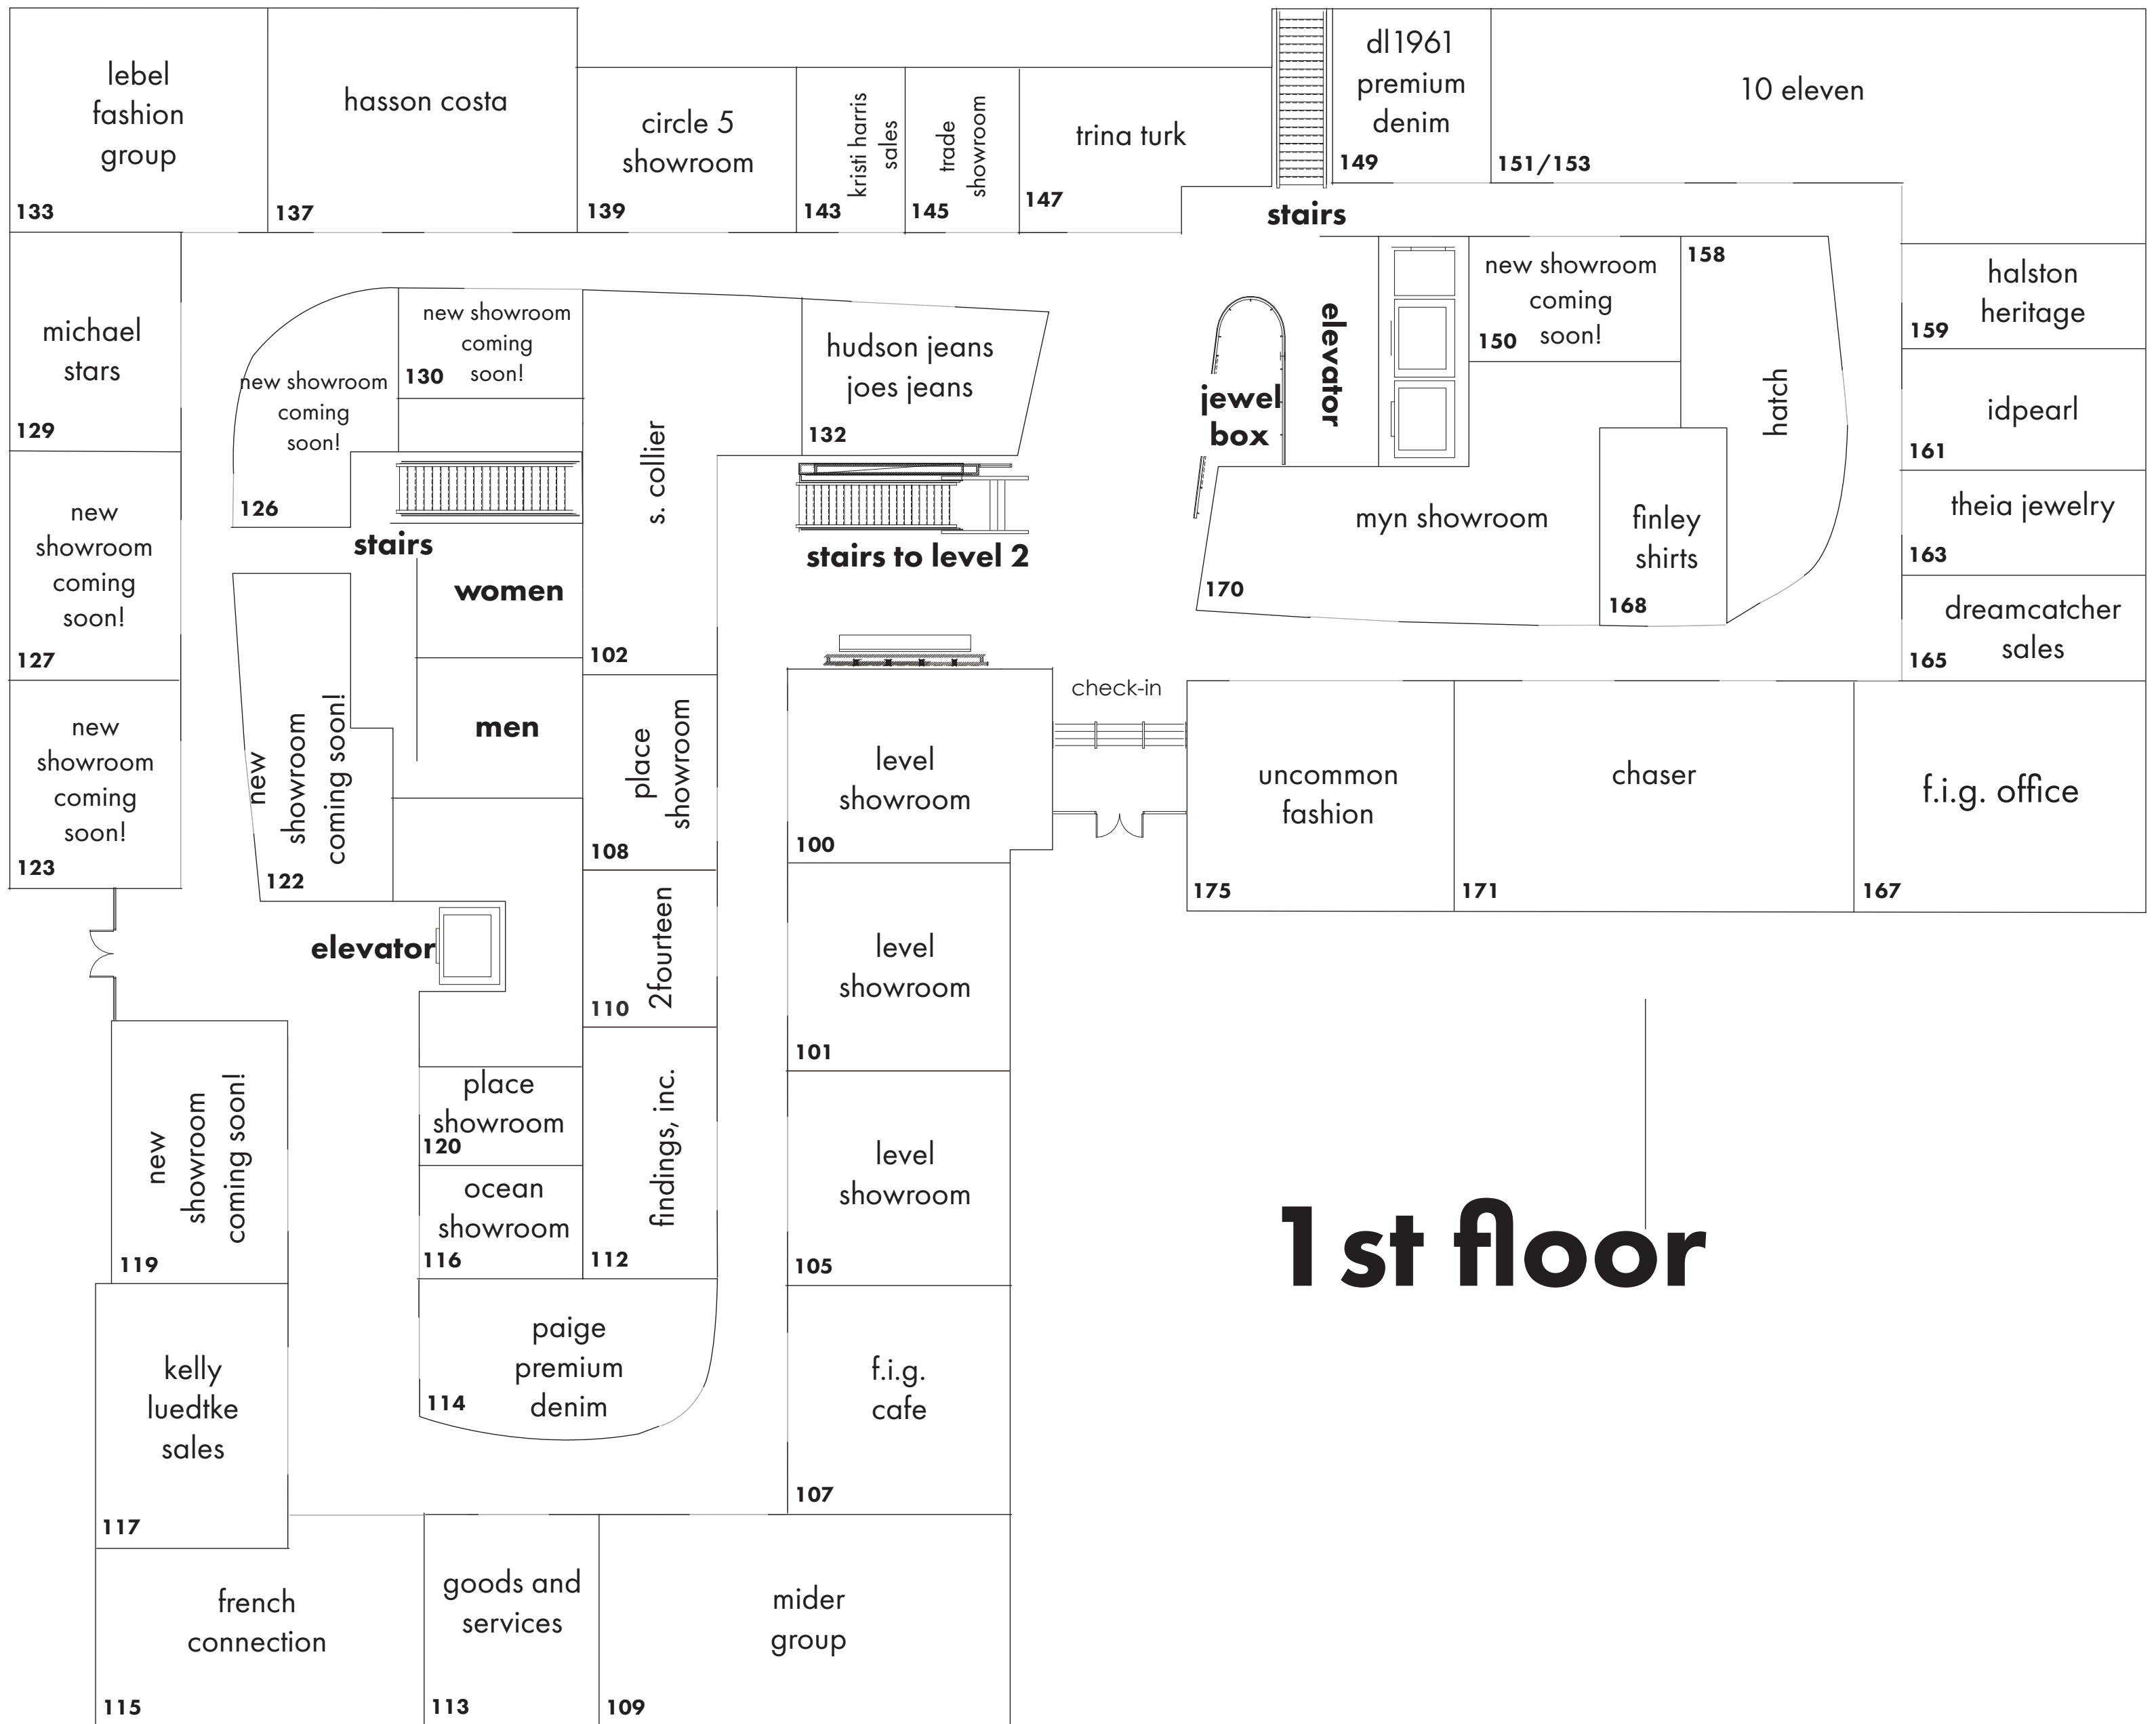 lebel
fashion
group
133
hasson costa
137
circle 5
showroom
139
kristi harris
sales
143
trade
showroom
145
trina turk
147
stairs
dl1961
premium
denim
149
10 eleven
151/153
michael
stars
129
new showroom
coming
soon!
126
new showroom
coming
soon!
130
s. collier
102
hudson jeans
joes jeans
132
jewel
box
elevator
new showroom
coming
soon!
150
158
hatch
halston
heritage
159
idpearl
161
theia jewelry
163
dreamcatcher
sales
165
new
showroom
coming
soon!
127
stairs
women
men
stairs to level 2
myn showroom
170
finley
shirts
168
new
showroom
coming
soon!
123
new
showroom
coming soon!
122
place
showroom
108
level
showroom
100
check-in
uncommon
fashion
175
chaser
171
f.i.g. office
167
elevator
2fourteen
110
level
showroom
101
new
showroom
coming soon!
119
place
showroom
120
ocean
showroom
116
findings, inc.
112
level
showroom
105
1st floor
kelly
luedtke
sales
117
paige
premium
denim
114
f.i.g.
cafe
107
french
connection
115
goods and
services
113
mider
group
109